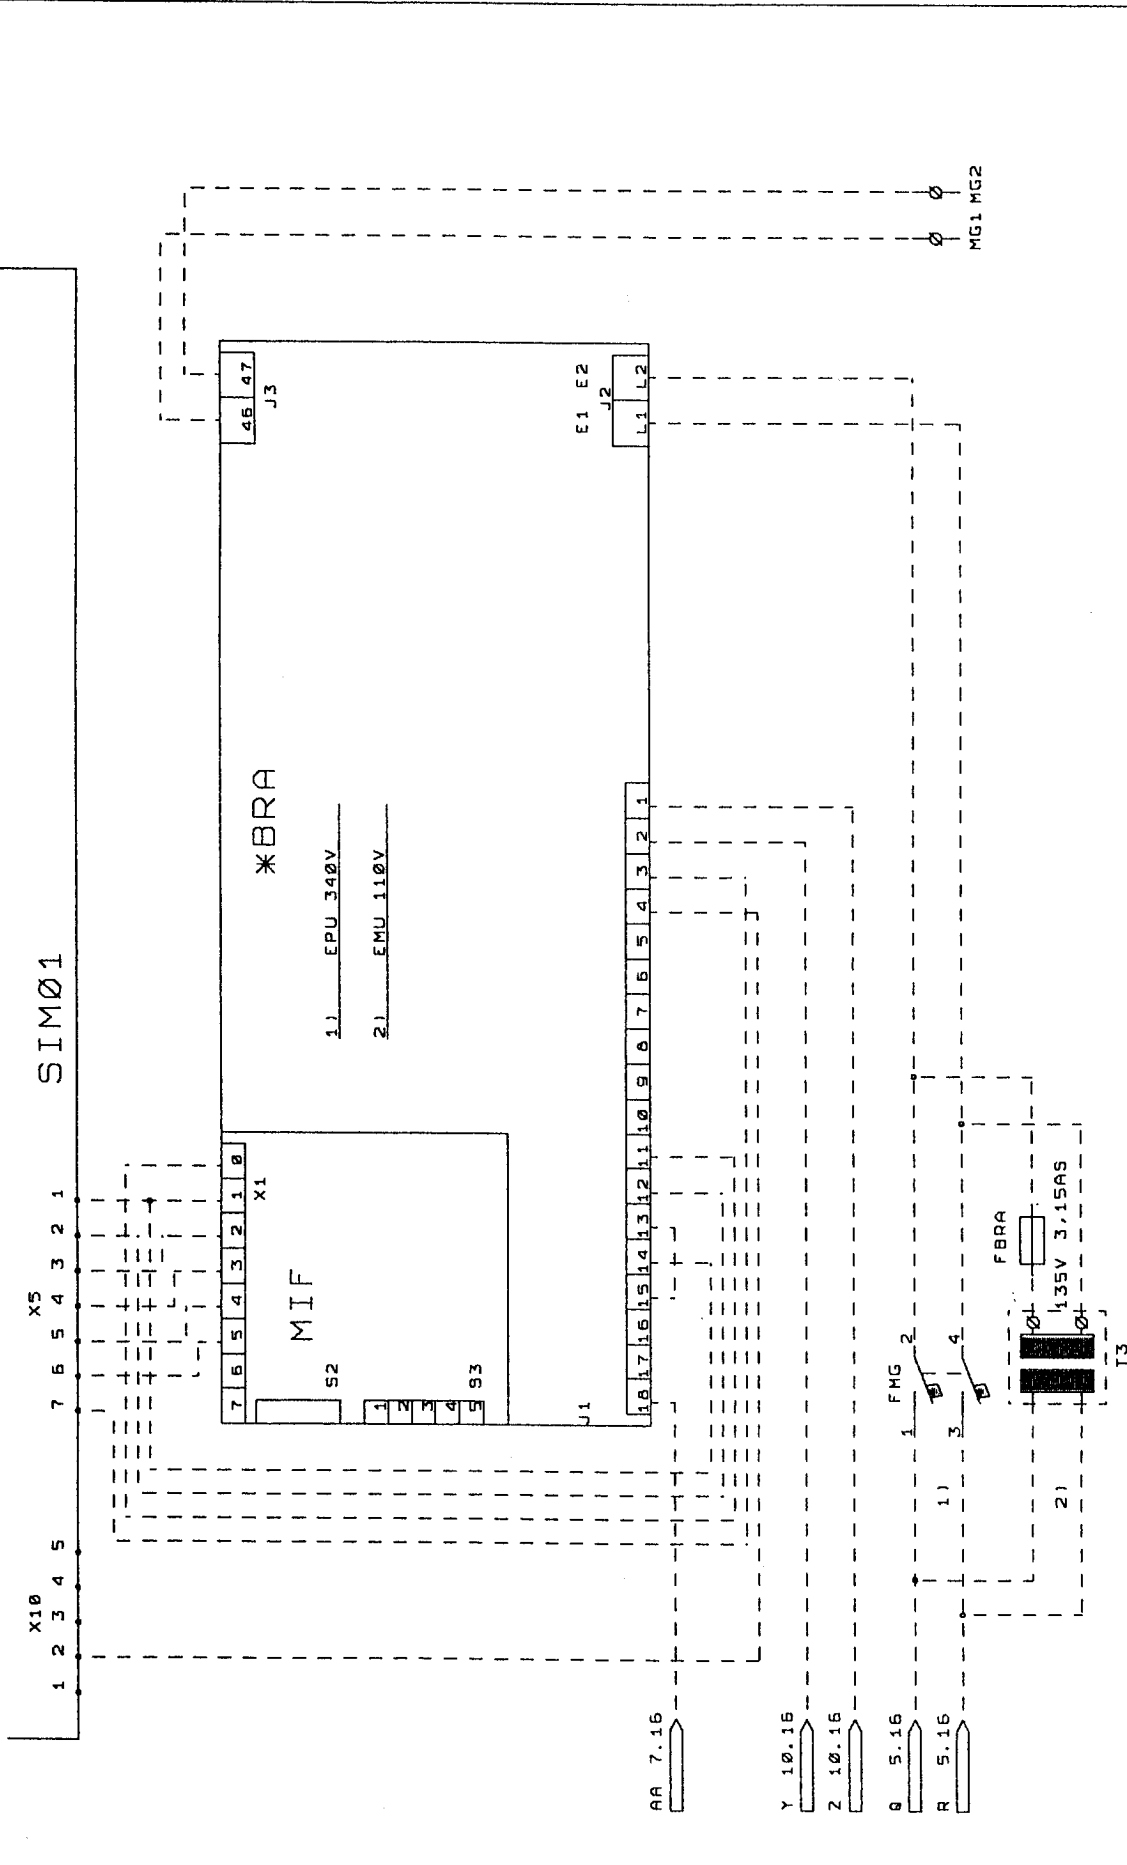 SIMØ1
X10
1 2 3 4 5
X5
7 6 5 4 3 2 1
7 6 5 4 3 2 1 0
X1
MIF
S2
1 2 3 4 5
S3
*BRA
1) EPU 340V
2) EMU 110V
46 47
J3
E1 E2
J2
L1 L2
J1
18 17 16 15 14 13 12 11 10 9 8 7 6 5 4 3 2 1
MG1 MG2
AA 7.16
Y 10.16
Z 10.16
Q 5.16
R 5.16
FMG
1 2
3 4
1)
2)
FBRA
135V 3,15AS
T3